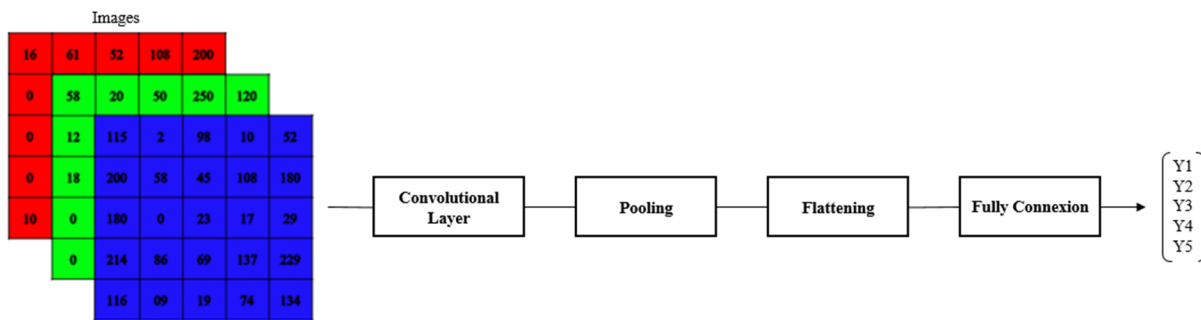 Images
16 61 52 108 200
0 58 20 50 250 120
0 12 115 2 98 10 52
0 18 200 58 45 108 180
10 0 180 0 23 17 29
0 214 86 69 137 229
116 09 19 74 134
Convolutional
Layer
Pooling
Flattening
Fully Connexion
Y1
Y2
Y3
Y4
Y5